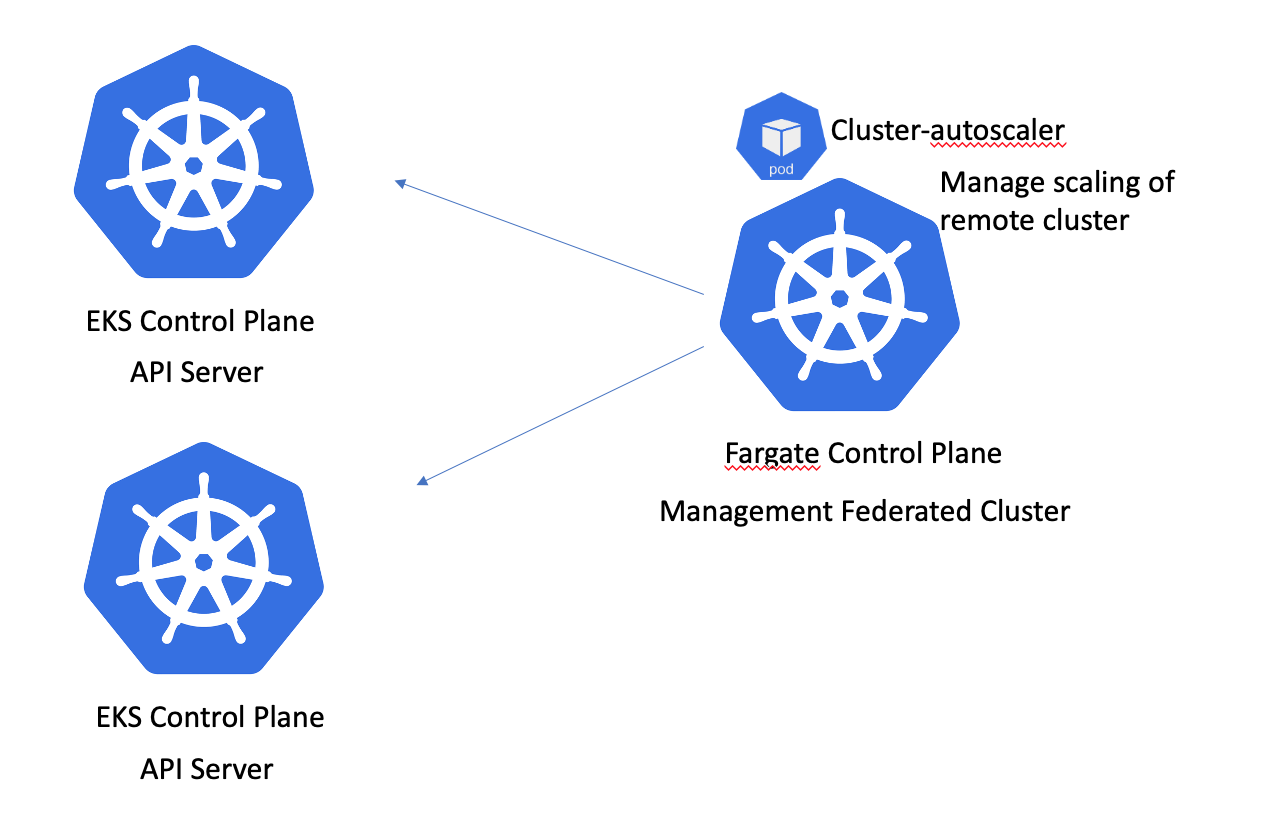 EKS Control Plane
API Server
EKS Control Plane
API Server
pod
Cluster-autoscaler
Manage scaling of
remote cluster
Fargate Control Plane
Management Federated Cluster